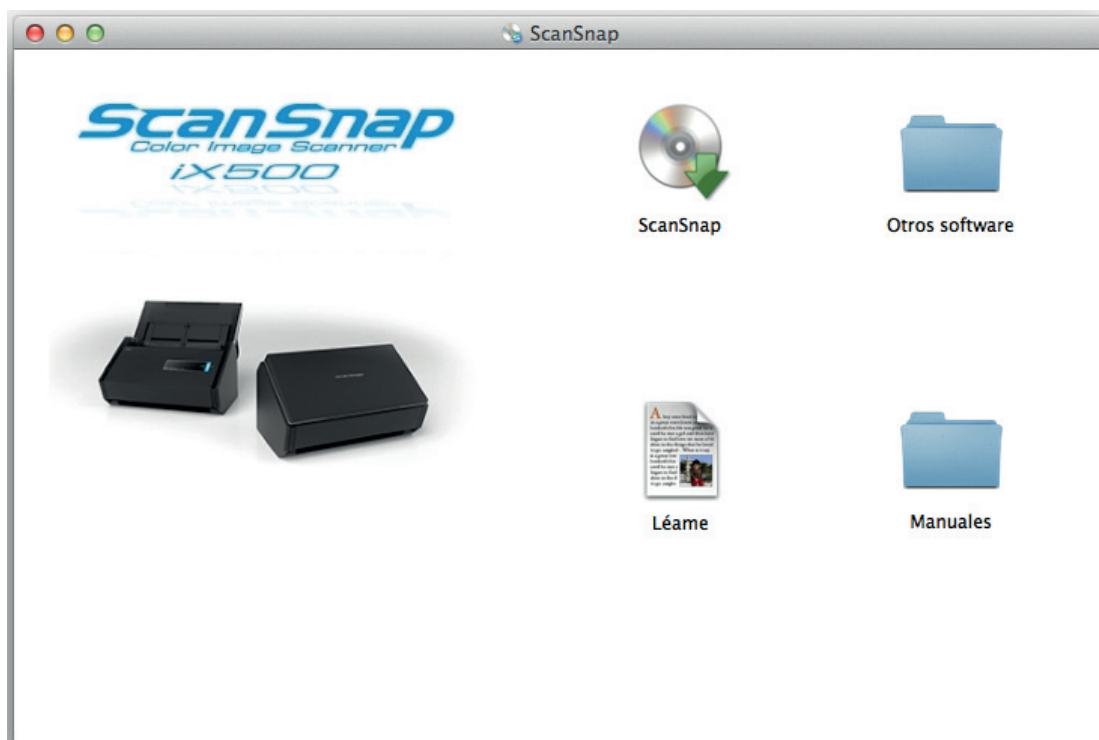 ScanSnap
ScanSnap
Color Image Scanner
iX500
ScanSnap
Otros software
Léame
Manuales